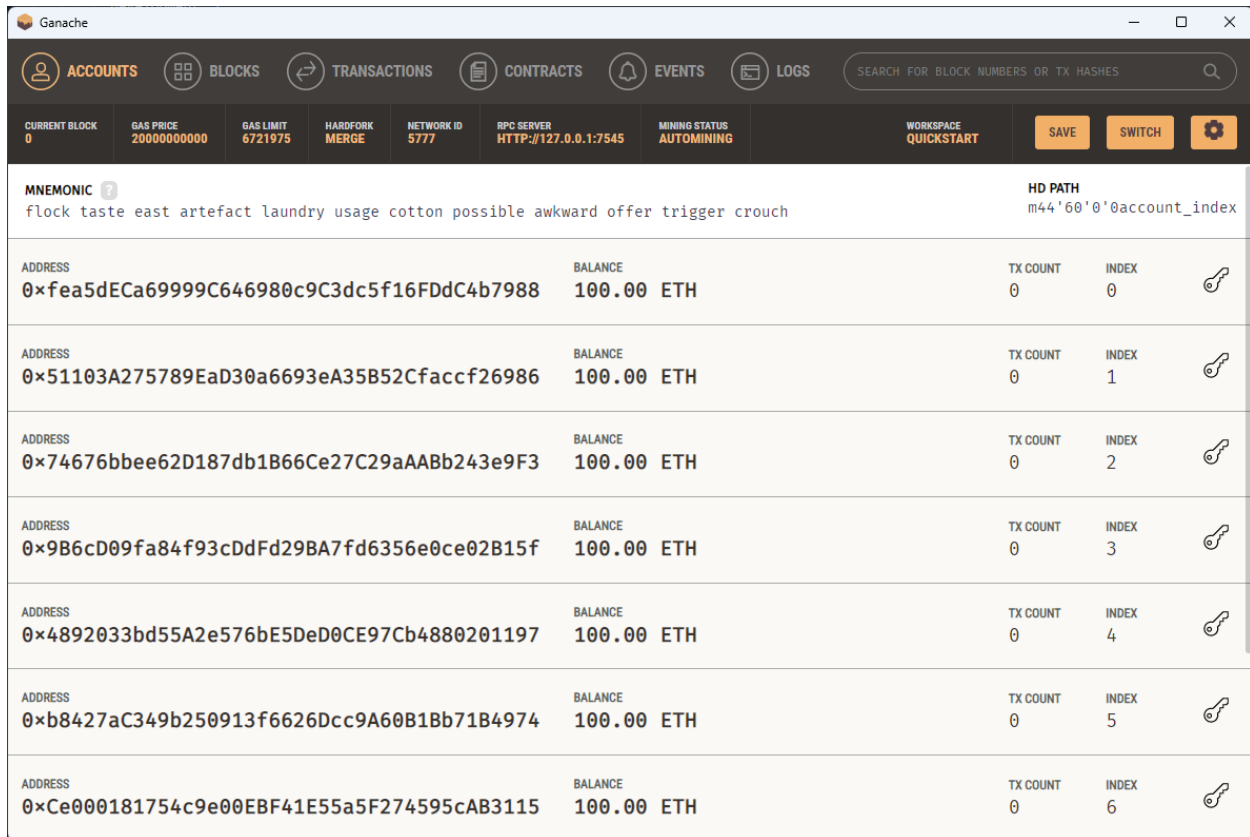 Ganache
ACCOUNTS BLOCKS TRANSACTIONS CONTRACTS EVENTS LOGS SEARCH FOR BLOCK NUMBERS OR TX HASHES
CURRENT BLOCK GAS PRICE GAS LIMIT HARDFORK NETWORK ID RPC SERVER MINING STATUS WORKSPACE
0 20000000000 6721975 MERGE 5777 HTTP://127.0.0.1:7545 AUTOMINING QUICKSTART SAVE SWITCH
MNEMONIC ? HD PATH
flock taste east artefact laundry usage cotton possible awkward offer trigger crouch m44'60'0'0account_index
ADDRESS BALANCE TX COUNT INDEX
0×fea5dECa69999C646980c9C3dc5f16FDdC4b7988 100.00 ETH 0 0
ADDRESS BALANCE TX COUNT INDEX
0×51103A275789EaD30a6693eA35B52Cfaccf26986 100.00 ETH 0 1
ADDRESS BALANCE TX COUNT INDEX
0×74676bbee62D187db1B66Ce27C29aAABb243e9F3 100.00 ETH 0 2
ADDRESS BALANCE TX COUNT INDEX
0×9B6cD09fa84f93cDdFd29BA7fd6356e0ce02B15f 100.00 ETH 0 3
ADDRESS BALANCE TX COUNT INDEX
0×4892033bd55A2e576bE5DeD0CE97Cb4880201197 100.00 ETH 0 4
ADDRESS BALANCE TX COUNT INDEX
0×b8427aC349b250913f6626Dcc9A60B1Bb71B4974 100.00 ETH 0 5
ADDRESS BALANCE TX COUNT INDEX
0×Ce000181754c9e00EBF41E55a5F274595cAB3115 100.00 ETH 0 6